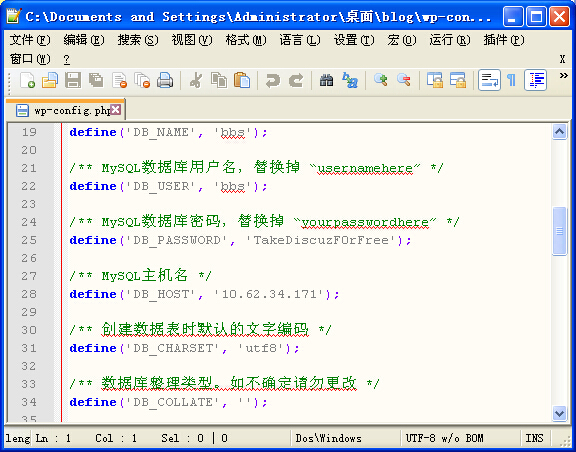 C:\Documents and Settings\Administrator\桌面\blog\wp-con...
文件(F) 编辑(E) 搜索(S) 视图(V) 格式(M) 语言(L) 设置(T) 宏(O) 运行(R) 插件(P)
窗口(W) ? X
wp-config.php
19 define('DB_NAME', 'bbs');
20
21 /** MySQL数据库用户名，替换掉 “usernamehere” */
22 define('DB_USER', 'bbs');
23
24 /** MySQL数据库密码，替换掉 “yourpasswordhere” */
25 define('DB_PASSWORD', 'TakeDiscuzFOrFree');
26
27 /** MySQL主机名 */
28 define('DB_HOST', '10.62.34.171');
29
30 /** 创建数据表时默认的文字编码 */
31 define('DB_CHARSET', 'utf8');
32
33 /** 数据库整理类型。如不确定请勿更改 */
34 define('DB_COLLATE', '');
35
leng Ln : 1 Col : 1 Sel : 0 | 0 Dos\Windows UTF-8 w/o BOM INS